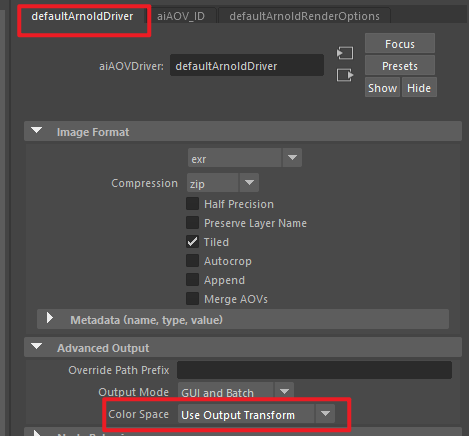 defaultArnoldDriver aiAOV_ID defaultArnoldRenderOptions
Focus
aiAOVDriver: defaultArnoldDriver
Presets
Show Hide
Image Format
exr
Compression zip
Half Precision
Preserve Layer Name
Tiled
Autocrop
Append
Merge AOVs
Metadata (name, type, value)
Advanced Output
Override Path Prefix
Output Mode GUI and Batch
Color Space Use Output Transform